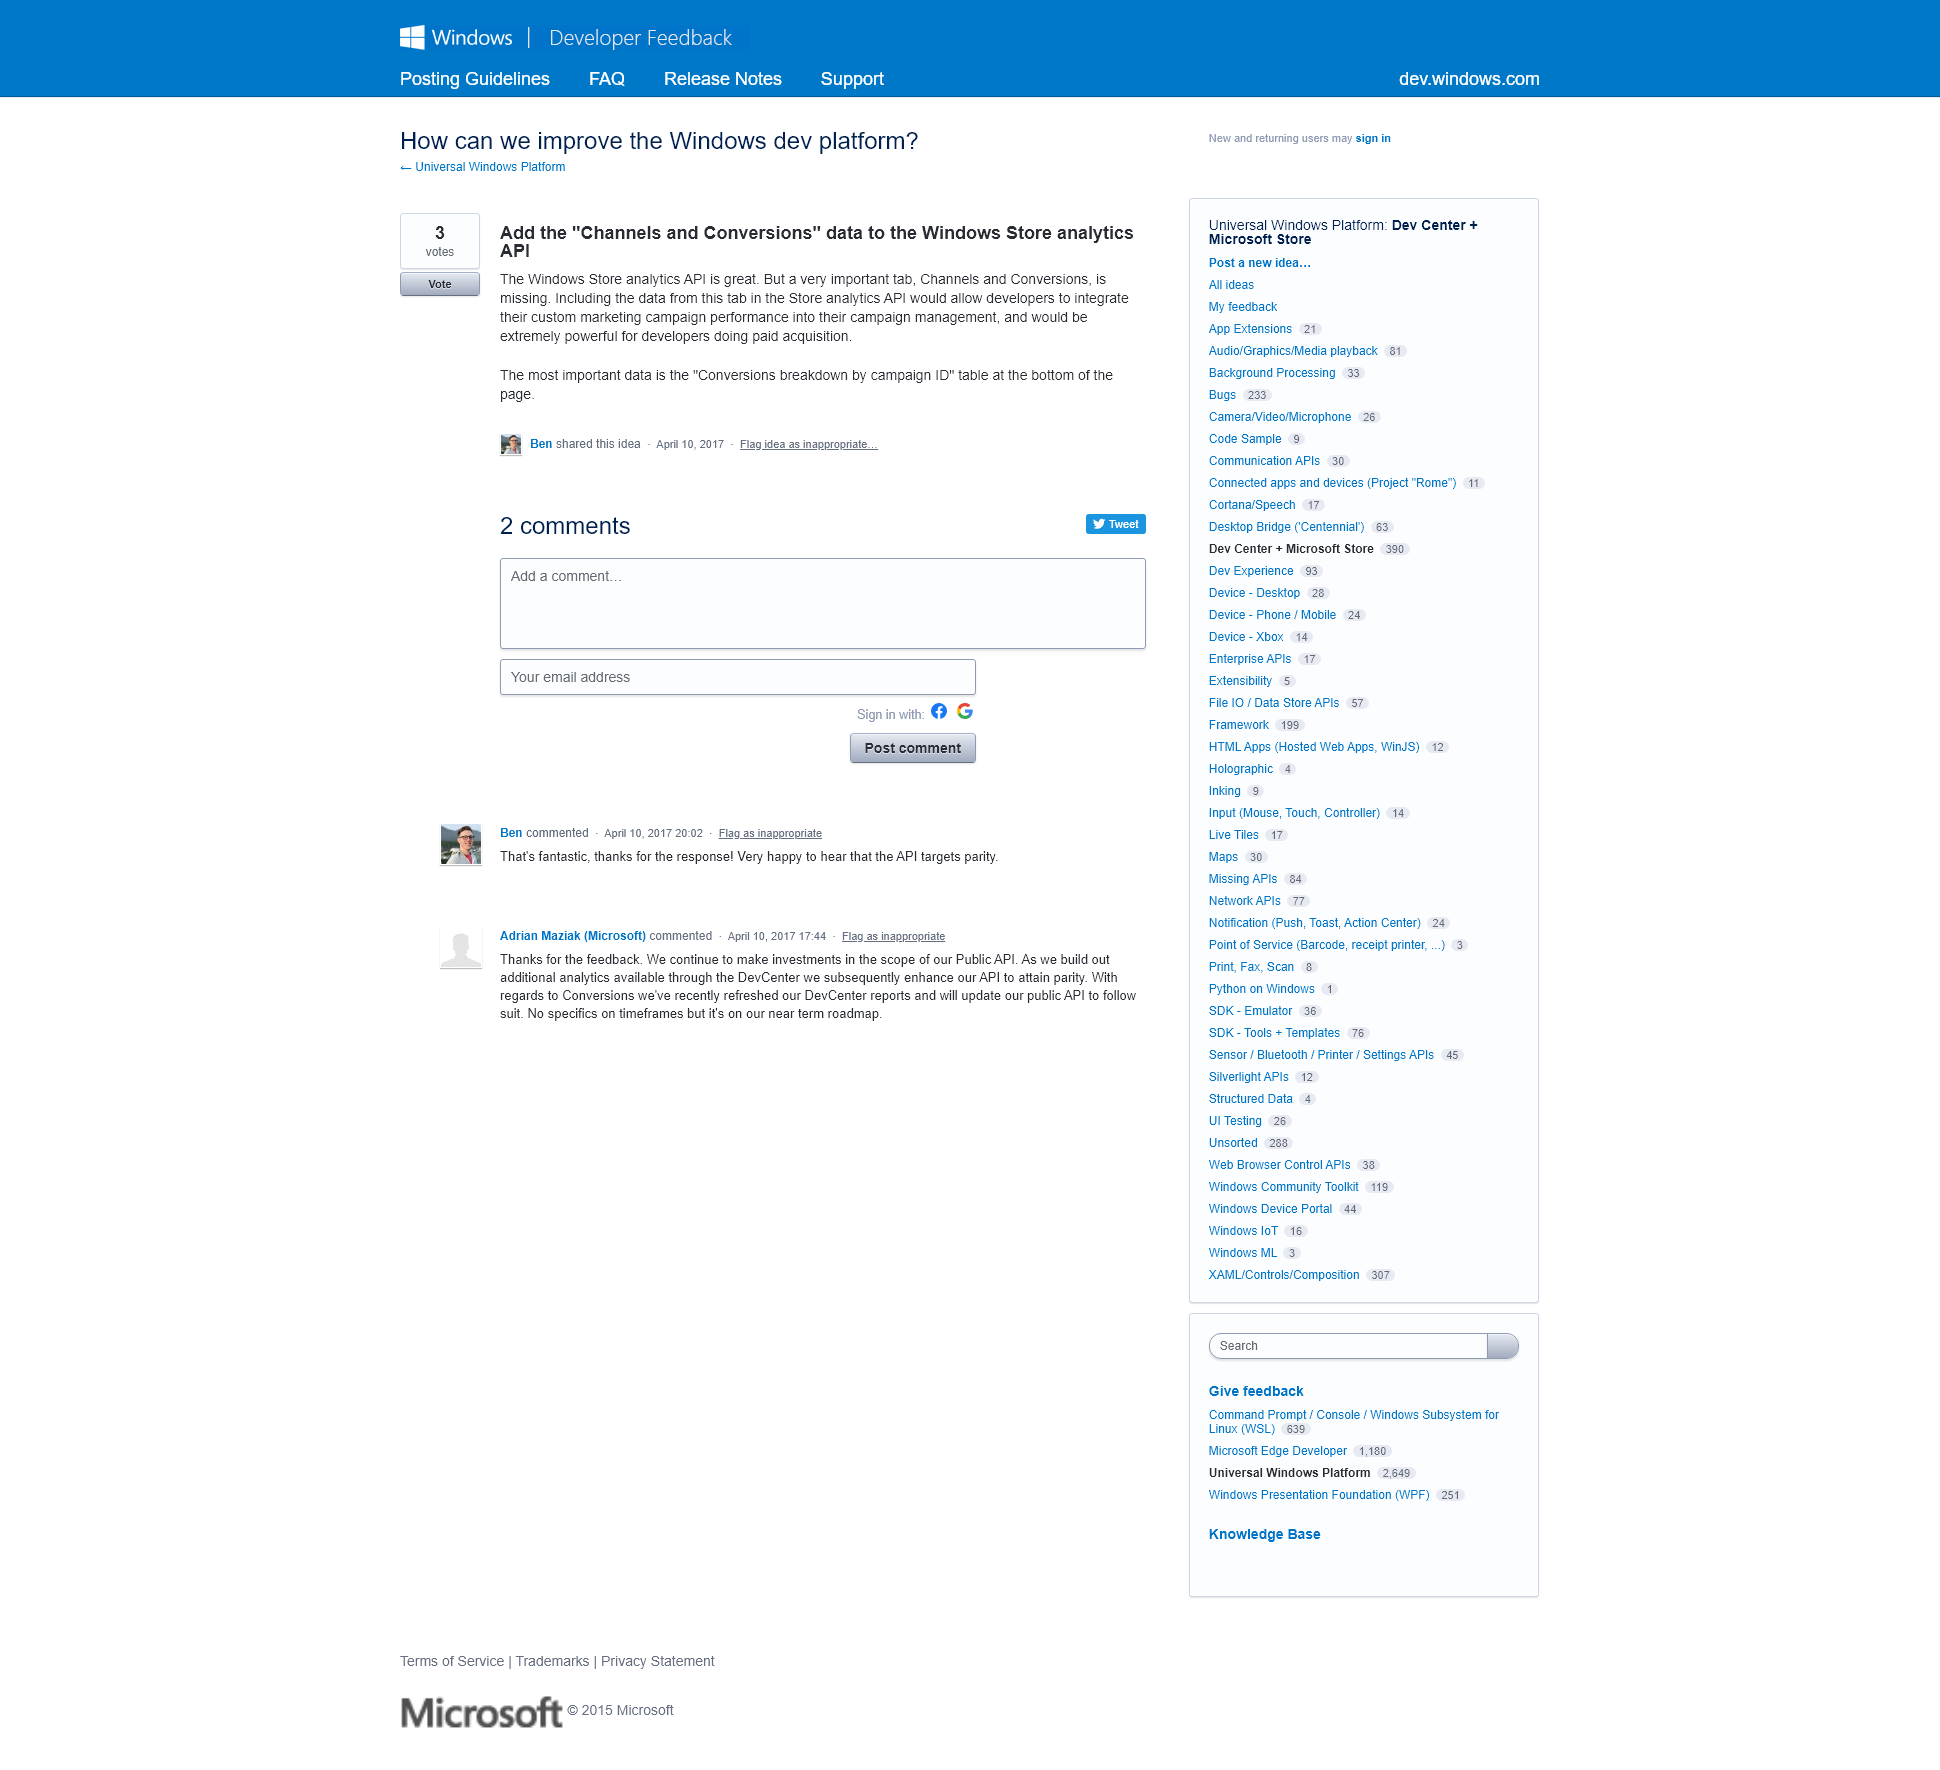 Windows | Developer Feedback
Posting Guidelines FAQ Release Notes Support dev.windows.com
How can we improve the Windows dev platform?
← Universal Windows Platform
New and returning users may sign in
3
votes
Vote
Add the "Channels and Conversions" data to the Windows Store analytics
API
The Windows Store analytics API is great. But a very important tab, Channels and Conversions, is
missing. Including the data from this tab in the Store analytics API would allow developers to integrate
their custom marketing campaign performance into their campaign management, and would be
extremely powerful for developers doing paid acquisition.
The most important data is the "Conversions breakdown by campaign ID" table at the bottom of the
page.
Ben shared this idea · April 10, 2017 · Flag idea as inappropriate…
2 comments
Tweet
Add a comment…
Your email address
Sign in with:
Post comment
Ben commented · April 10, 2017 20:02 · Flag as inappropriate
That's fantastic, thanks for the response! Very happy to hear that the API targets parity.
Adrian Maziak (Microsoft) commented · April 10, 2017 17:44 · Flag as inappropriate
Thanks for the feedback. We continue to make investments in the scope of our Public API. As we build out
additional analytics available through the DevCenter we subsequently enhance our API to attain parity. With
regards to Conversions we've recently refreshed our DevCenter reports and will update our public API to follow
suit. No specifics on timeframes but it's on our near term roadmap.
Universal Windows Platform: Dev Center +
Microsoft Store
Post a new idea…
All ideas
My feedback
App Extensions 21
Audio/Graphics/Media playback 81
Background Processing 33
Bugs 233
Camera/Video/Microphone 26
Code Sample 9
Communication APIs 30
Connected apps and devices (Project "Rome") 11
Cortana/Speech 17
Desktop Bridge ('Centennial') 63
Dev Center + Microsoft Store 390
Dev Experience 93
Device - Desktop 28
Device - Phone / Mobile 24
Device - Xbox 14
Enterprise APIs 17
Extensibility 5
File IO / Data Store APIs 57
Framework 199
HTML Apps (Hosted Web Apps, WinJS) 12
Holographic 4
Inking 9
Input (Mouse, Touch, Controller) 14
Live Tiles 17
Maps 30
Missing APIs 84
Network APIs 77
Notification (Push, Toast, Action Center) 24
Point of Service (Barcode, receipt printer, ...) 3
Print, Fax, Scan 8
Python on Windows 1
SDK - Emulator 36
SDK - Tools + Templates 76
Sensor / Bluetooth / Printer / Settings APIs 45
Silverlight APIs 12
Structured Data 4
UI Testing 26
Unsorted 288
Web Browser Control APIs 38
Windows Community Toolkit 119
Windows Device Portal 44
Windows IoT 16
Windows ML 3
XAML/Controls/Composition 307
Search
Give feedback
Command Prompt / Console / Windows Subsystem for
Linux (WSL) 639
Microsoft Edge Developer 1,180
Universal Windows Platform 2,649
Windows Presentation Foundation (WPF) 251
Knowledge Base
Terms of Service | Trademarks | Privacy Statement
Microsoft © 2015 Microsoft